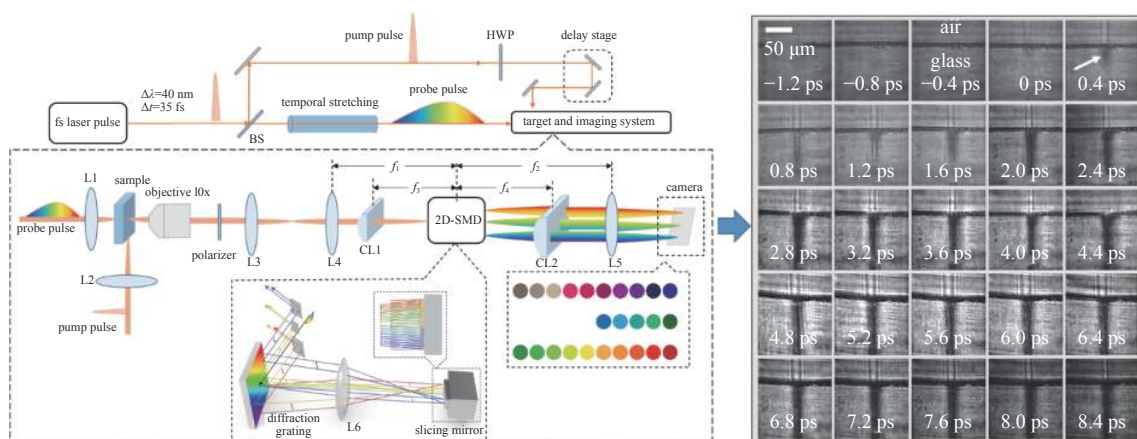 pump pulse
HWP
delay stage
Δλ=40 nm
Δt=35 fs
fs laser pulse
BS
temporal stretching
probe pulse
target and imaging system
L1
sample
objective 10x
probe pulse
polarizer
L3
L4
f₁
f₃
CL1
2D-SMD
f₂
f₄
CL2
L5
camera
L2
pump pulse
diffraction
grating
L6
slicing mirror
50 μm
air
glass
−1.2 ps
−0.8 ps
−0.4 ps
0 ps
0.4 ps
0.8 ps
1.2 ps
1.6 ps
2.0 ps
2.4 ps
2.8 ps
3.2 ps
3.6 ps
4.0 ps
4.4 ps
4.8 ps
5.2 ps
5.6 ps
6.0 ps
6.4 ps
6.8 ps
7.2 ps
7.6 ps
8.0 ps
8.4 ps